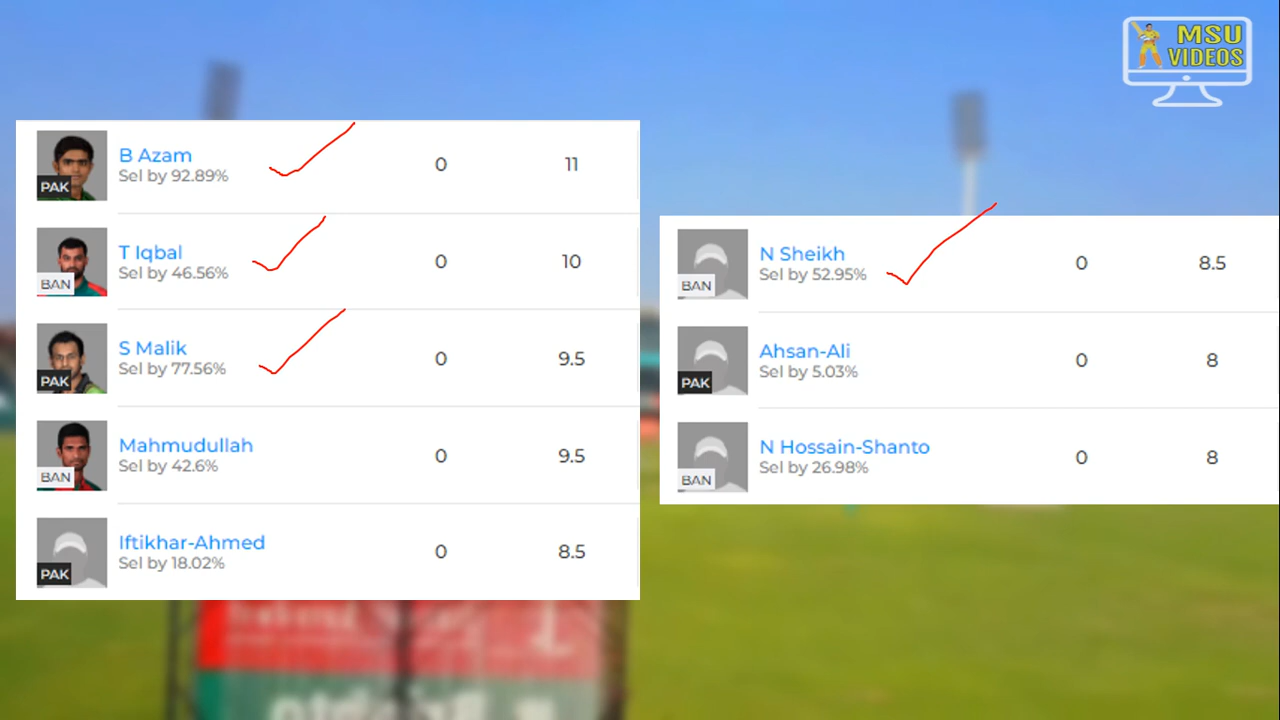 MSU
VIDEOS
B Azam
Sel by 92.89%
PAK
0
11
T Iqbal
Sel by 46.56%
BAN
0
10
S Malik
Sel by 77.56%
PAK
0
9.5
Mahmudullah
Sel by 42.6%
BAN
0
9.5
Iftikhar-Ahmed
Sel by 18.02%
PAK
0
8.5
N Sheikh
Sel by 52.95%
BAN
0
8.5
Ahsan-Ali
Sel by 5.03%
PAK
0
8
N Hossain-Shanto
Sel by 26.98%
BAN
0
8